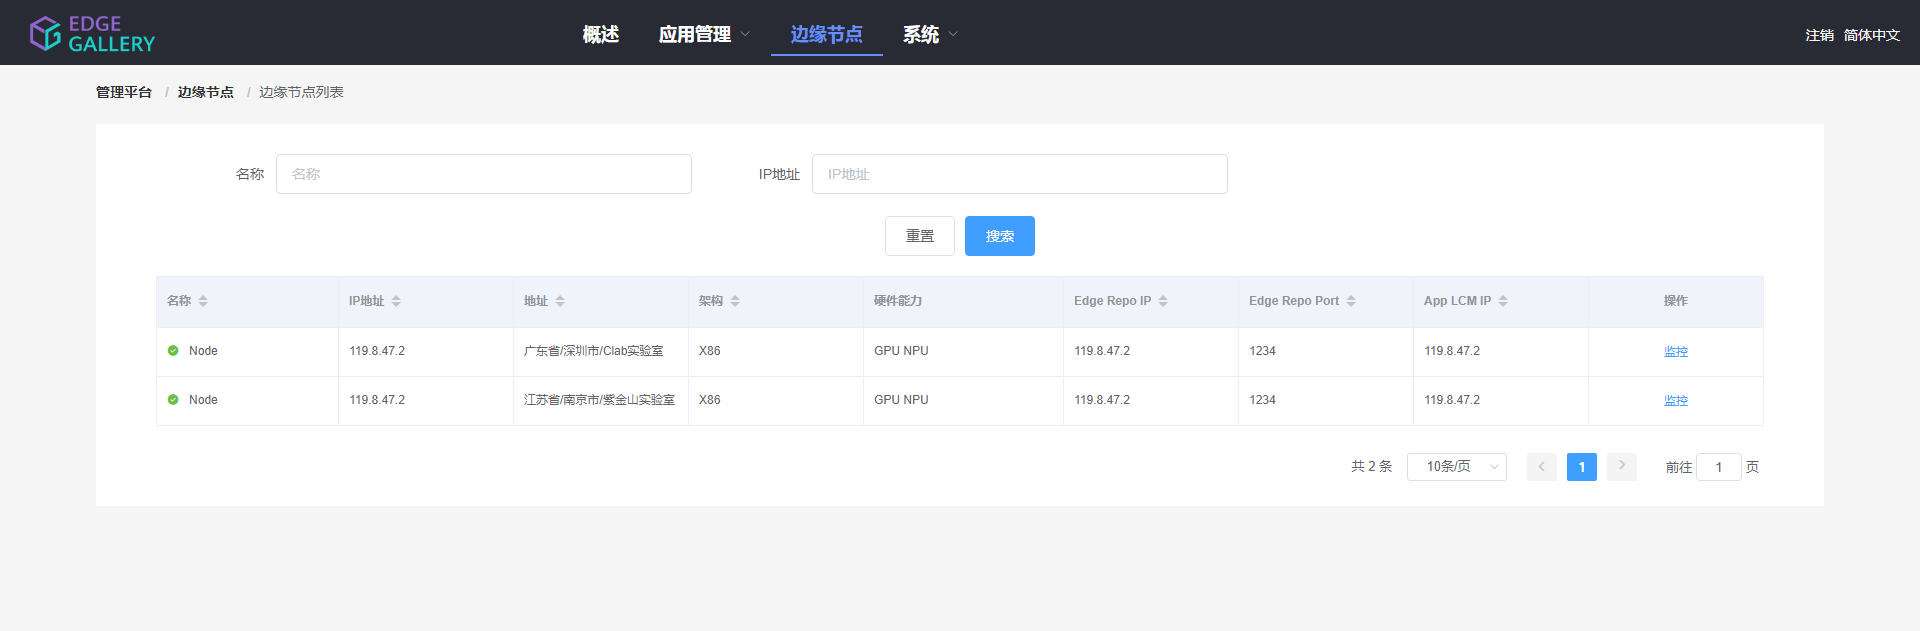 EDGE
GALLERY
概述 应用管理 边缘节点 系统
注销 简体中文
管理平台 / 边缘节点 / 边缘节点列表
名称 名称 IP地址 IP地址
重置 搜索
名称 IP地址 地址 架构 硬件能力 Edge Repo IP Edge Repo Port App LCM IP 操作
Node 119.8.47.2 广东省/深圳市/Clab实验室 X86 GPU NPU 119.8.47.2 1234 119.8.47.2 监控
Node 119.8.47.2 江苏省/南京市/紫金山实验室 X86 GPU NPU 119.8.47.2 1234 119.8.47.2 监控
共 2 条 10条/页 1 前往 1 页